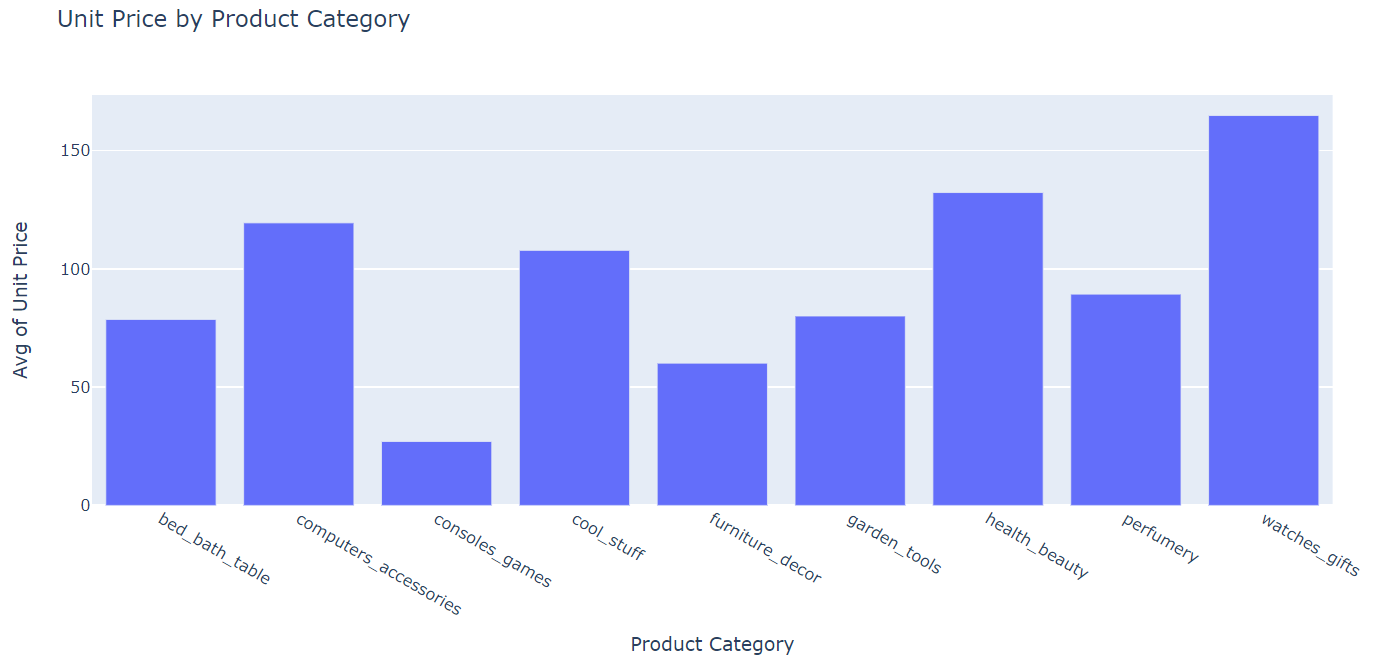 Unit Price by Product Category
Avg of Unit Price
150
100
50
0
bed_bath_table
computers_accessories
consoles_games
cool_stuff
furniture_decor
garden_tools
health_beauty
perfumery
watches_gifts
Product Category